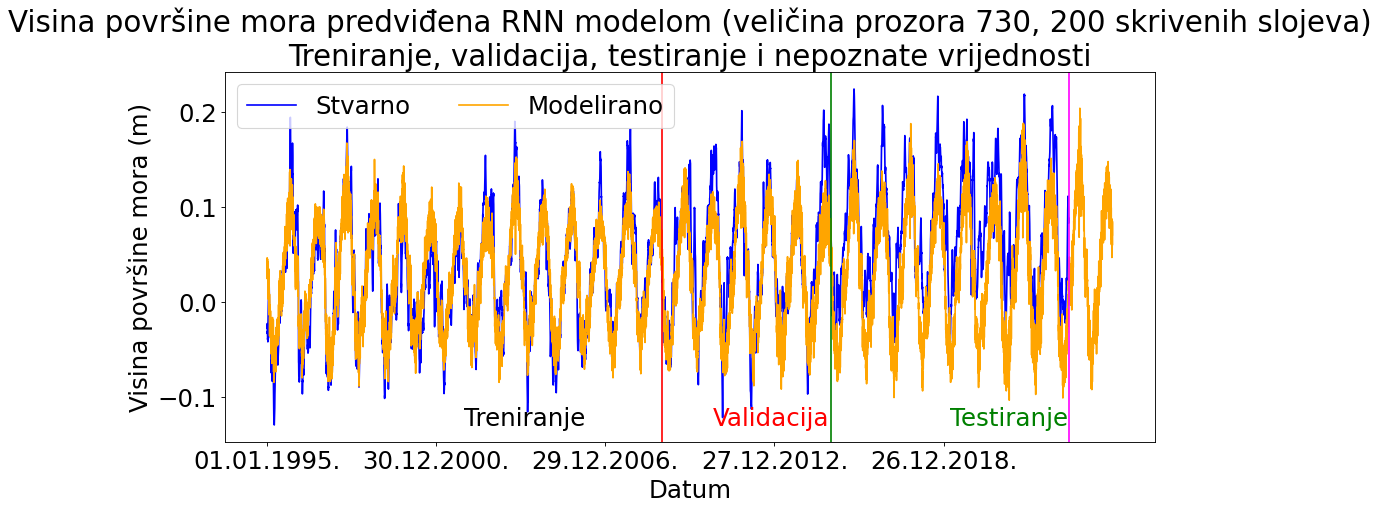 Visina površine mora predviđena RNN modelom (veličina prozora 730, 200 skrivenih slojeva)
Treniranje, validacija, testiranje i nepoznate vrijednosti
Stvarno Modelirano
Visina površine mora (m)
0.2
0.1
0.0
−0.1
Treniranje Validacija Testiranje
01.01.1995. 30.12.2000. 29.12.2006. 27.12.2012. 26.12.2018.
Datum